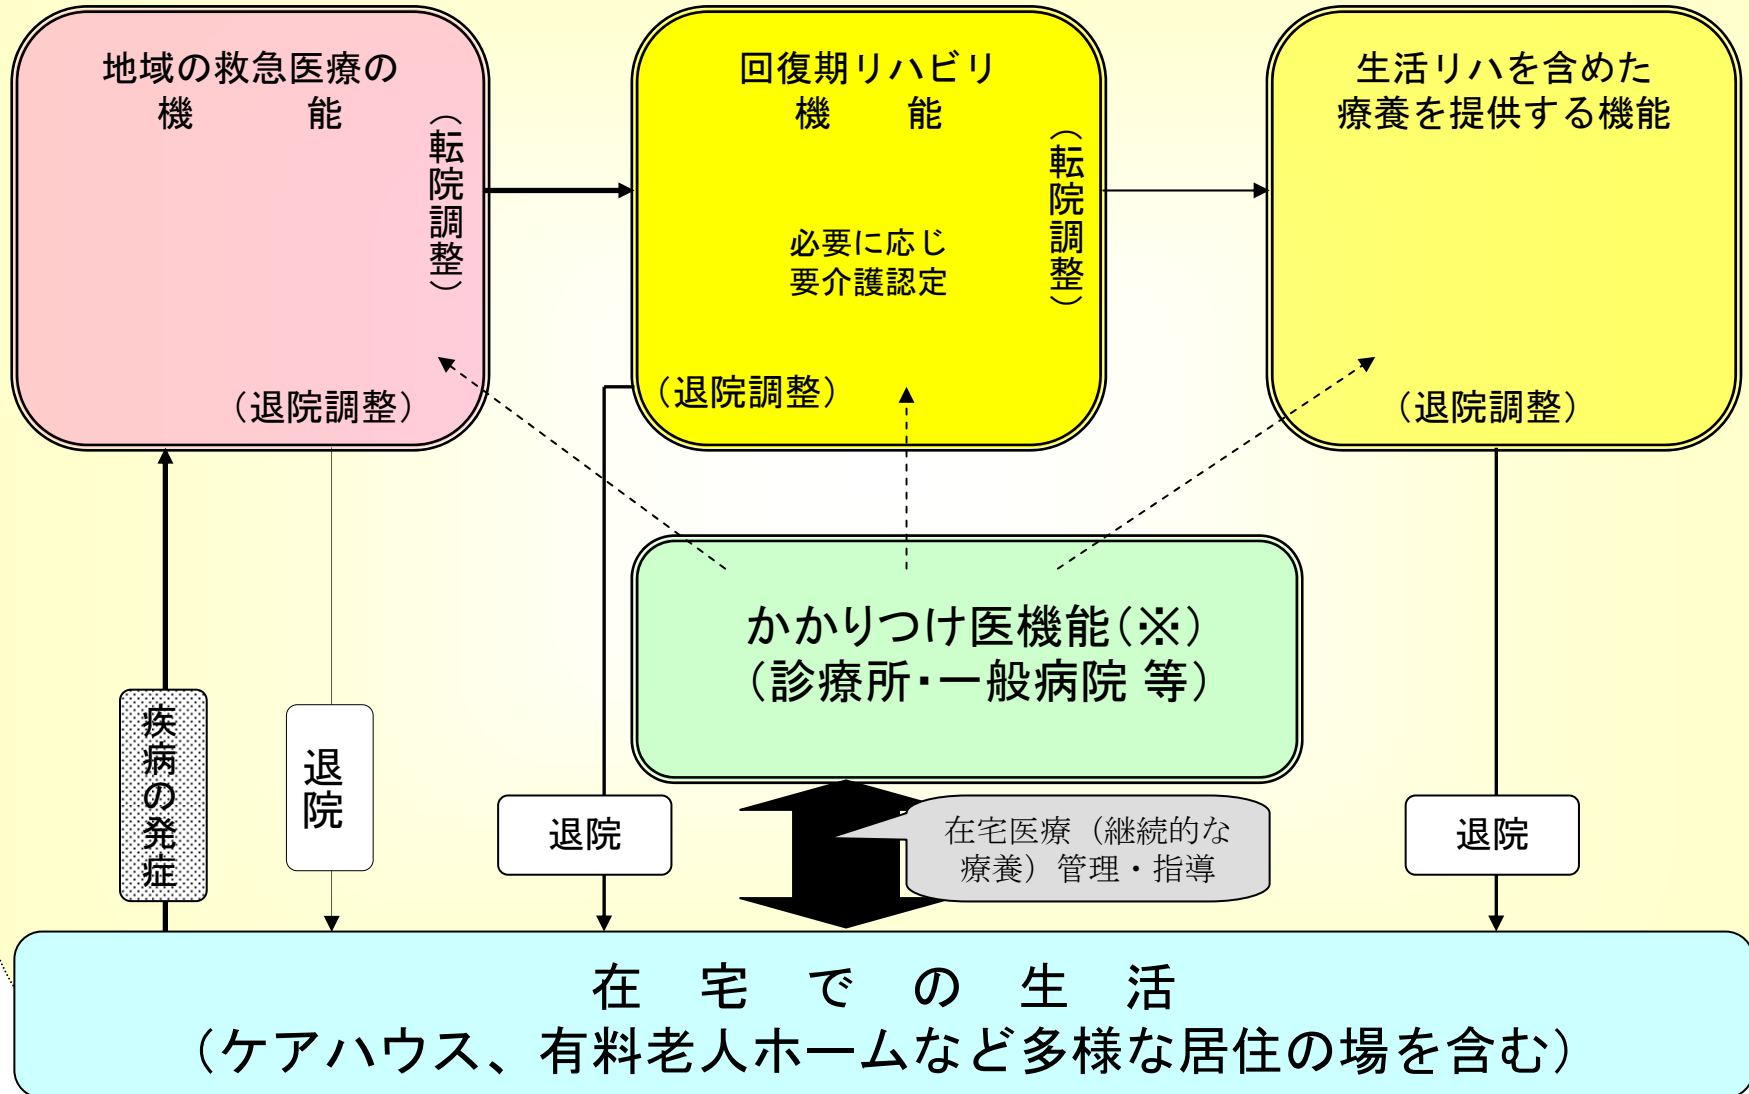 地域の救急医療の
機　能
（転院調整）
（退院調整）
回復期リハビリ
機　能
（転院調整）
必要に応じ
要介護認定
（退院調整）
生活リハを含めた
療養を提供する機能
（退院調整）
かかりつけ医機能（※）
（診療所・一般病院 等）
疾病の発症
退院
退院
在宅医療（継続的な
療養）管理・指導
退院
在　宅　で　の　生　活
（ケアハウス、有料老人ホームなど多様な居住の場を含む）